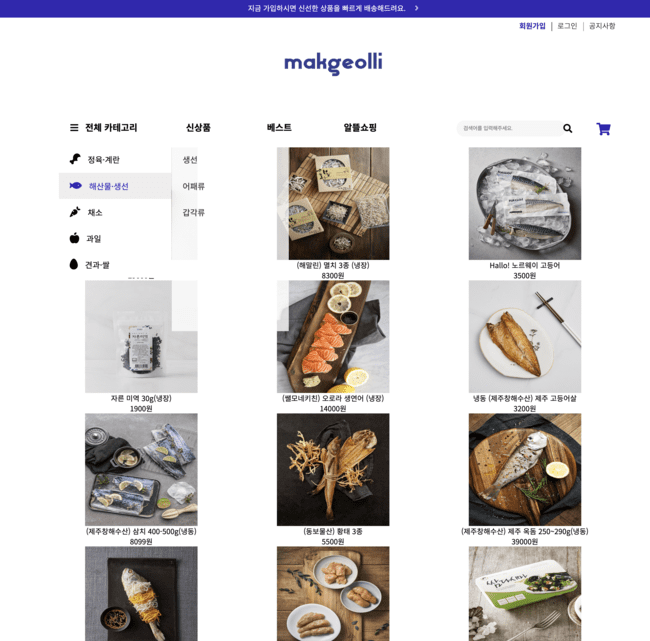 지금 가입하시면 신선한 상품을 빠르게 배송해드려요. ›
회원가입 | 로그인 | 공지사항
makgeolli
전체 카테고리 신상품 베스트 알뜰쇼핑 검색어를 입력해주세요.
정육·계란 생선
해산물·생선 어패류
채소 갑각류
과일
견과·쌀
(해말린) 멸치 3종 (냉장) Hallo! 노르웨이 고등어
8300원 3500원
자른 미역 30g(냉장) (쉘모네키친) 오로라 생연어 (냉장) 냉동 (제주창해수산) 제주 고등어살
1900원 14000원 3200원
(제주창해수산) 삼치 400-500g(냉동) (동보물산) 황태 3종 (제주창해수산) 제주 옥돔 250~290g(냉동)
8099원 5500원 39000원